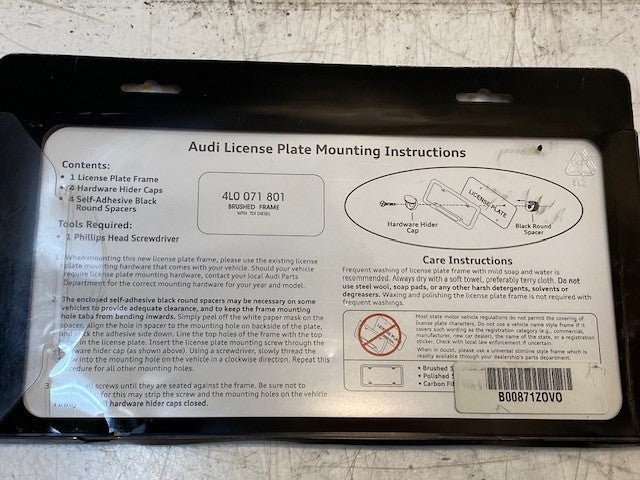 Audi License Plate Mounting Instructions
Contents:
• 1 License Plate Frame
• 4 Hardware Hider Caps
• 4 Self-Adhesive Black
Round Spacers
Tools Required:
• 1 Phillips Head Screwdriver
4L0 071 801
BRUSHED FRAME
WITH TDI DIESEL
LICENSE PLATE
Hardware Hider
Cap
Black Round
Spacer
1. When mounting this new license plate frame, please use the existing license
plate mounting hardware that comes with your vehicle. Should your vehicle
require license plate mounting hardware, contact your local Audi Parts
Department for the correct mounting hardware for your year and model.
2. The enclosed self-adhesive black round spacers may be necessary on some
vehicles to provide adequate clearance, and to keep the frame mounting
hole tabs from bending inwards. Simply peel off the white paper mask on the
spacer, align the hole in spacer to the mounting hole on backside of the plate,
and the adhesive side down. Line the top holes of the frame with the top
on the license plate. Insert the license plate mounting screw through the
hider cap (as shown above). Using a screwdriver, slowly thread the
into the mounting hole on the vehicle in a clockwise direction. Repeat this
for all other mounting holes.
3. all screws until they are seated against the frame. Be sure not to
for this may strip the screw and the mounting holes on the vehicle.
hardware hider caps closed.
Care Instructions
Frequent washing of license plate frame with mild soap and water is
recommended. Always dry with a soft towel, preferably terry cloth. Do not
use steel wool, soap pads, or any other harsh detergents, solvents or
degreasers. Waxing and polishing the license plate frame is not required with
frequent washings.
LICENSE PLATE
Most state motor vehicle regulations do not permit the covering of
license plate characters. Do not use a vehicle name style frame if it
covers such wording as the registration category (e.g., commercial,
manufacturer, new car dealer), the name of the state, or a registration
sticker. Check with local law enforcement if uncertain.
When in doubt, please use a universal slimline style frame which is
readily available through your dealership's parts department.
• Brushed
• Polished
• Carbon
B00871ZOVO